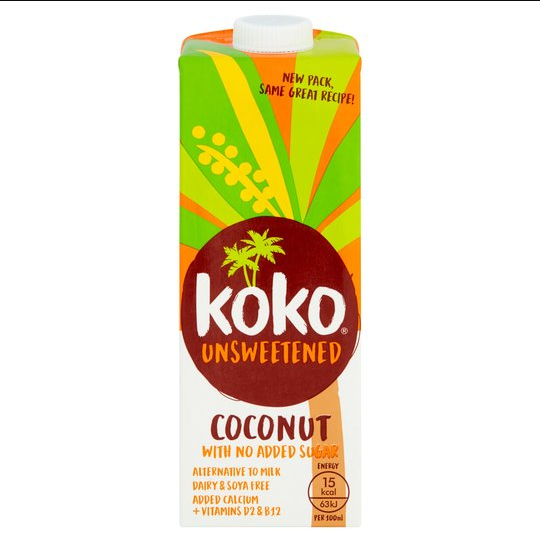 NEW PACK,
SAME GREAT RECIPE!
koko®
UNSWEETENED
COCONUT
WITH NO ADDED SUGAR
ALTERNATIVE TO MILK
DAIRY & SOYA FREE
ADDED CALCIUM
+ VITAMINS D2 & B12
ENERGY
15
kcal
63kJ
PER 100ml